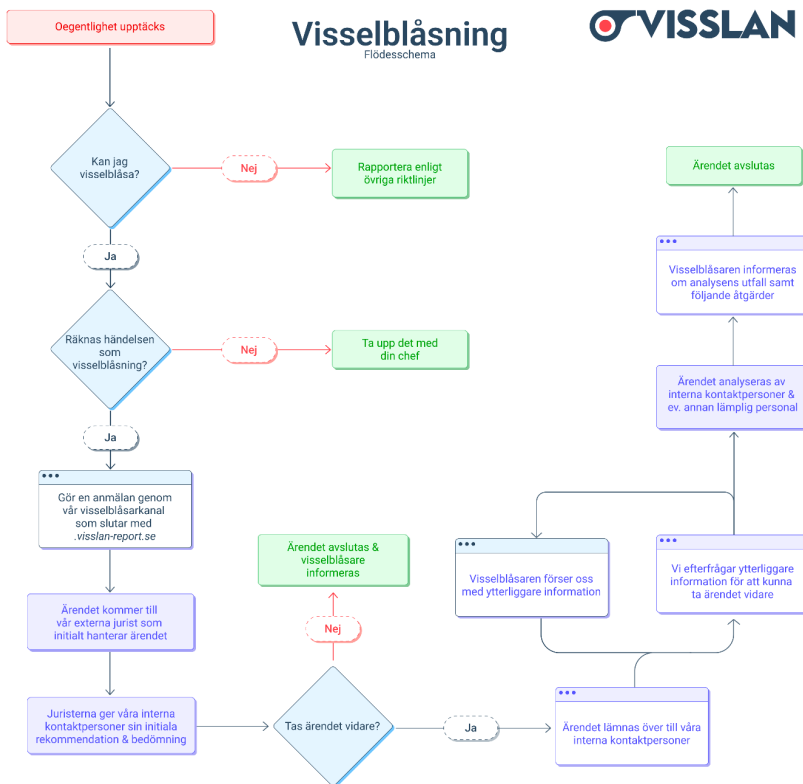 Oegentlighet upptäcks
Visselblåsning
Flödesschema
VISSLAN
Kan jag
visselblåsa?
Nej
Rapportera enligt
övriga riktlinjer
Ja
Räknas händelsen
som
visselblåsning?
Nej
Ta upp det med
din chef
Ja
Gör en anmälan genom
vår visselblåsarkanal
som slutar med
.visslan-report.se
Ärendet kommer till
vår externa jurist som
initialt hanterar ärendet
Juristerna ger våra interna
kontaktpersoner sin initiala
rekommendation & bedömning
Tas ärendet vidare?
Nej
Ärendet avslutas &
visselblåsare
informeras
Ja
Ärendet lämnas över till våra
interna kontaktpersoner
Visselblåsaren förser oss
med ytterliggare information
Vi efterfrågar ytterliggare
information för att kunna
ta ärendet vidare
Ärendet analyseras av
interna kontaktpersoner &
ev. annan lämplig personal
Visselblåsaren informeras
om analysens utfall samt
följande åtgärder
Ärendet avslutas